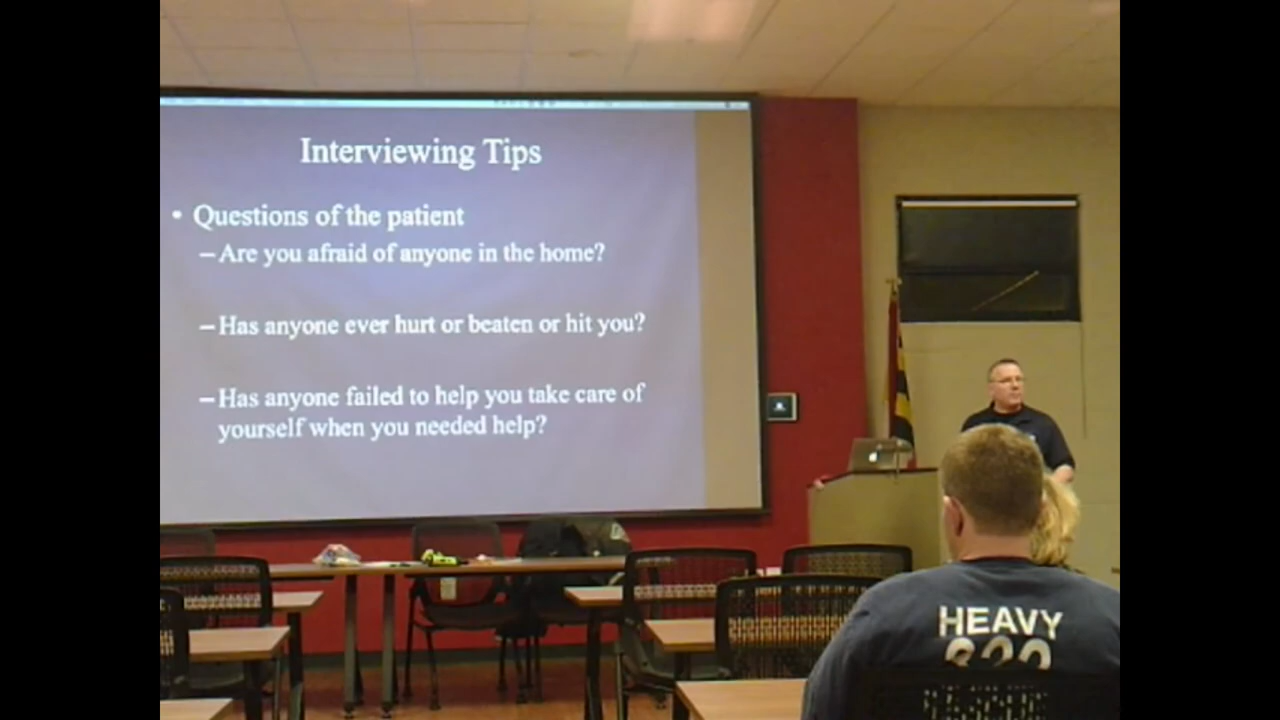 Interviewing Tips
• Questions of the patient
– Are you afraid of anyone in the home?
– Has anyone ever hurt or beaten or hit you?
– Has anyone failed to help you take care of
yourself when you needed help?
HEAVY